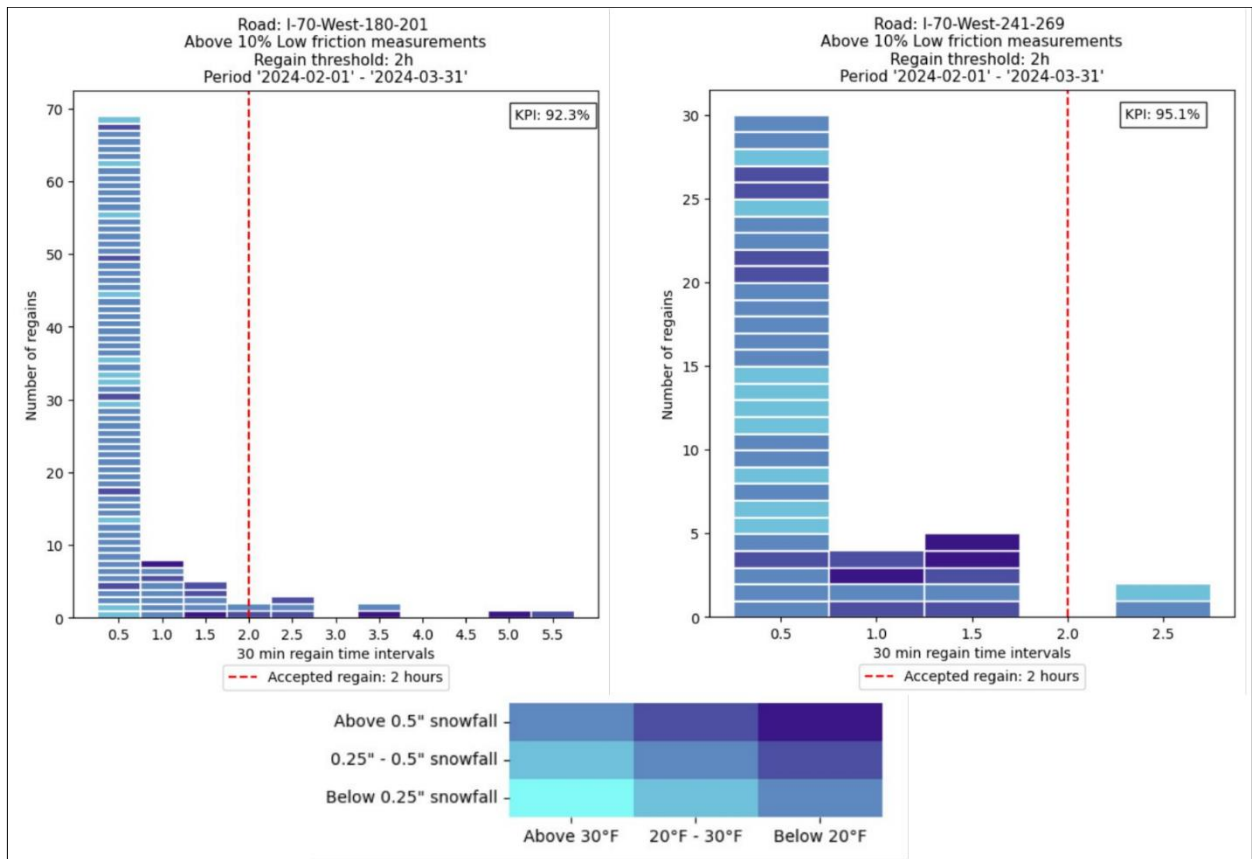 Road: I-70-West-180-201
Above 10% Low friction measurements
Regain threshold: 2h
Period '2024-02-01' - '2024-03-31'
KPI: 92.3%
70
60
50
40
30
20
10
0
Number of regains
0.5 1.0 1.5 2.0 2.5 3.0 3.5 4.0 4.5 5.0 5.5
30 min regain time intervals
Accepted regain: 2 hours
Road: I-70-West-241-269
Above 10% Low friction measurements
Regain threshold: 2h
Period '2024-02-01' - '2024-03-31'
KPI: 95.1%
30
25
20
15
10
5
0
Number of regains
0.5 1.0 1.5 2.0 2.5
30 min regain time intervals
Accepted regain: 2 hours
Above 0.5" snowfall
0.25" - 0.5" snowfall
Below 0.25" snowfall
Above 30°F 20°F - 30°F Below 20°F